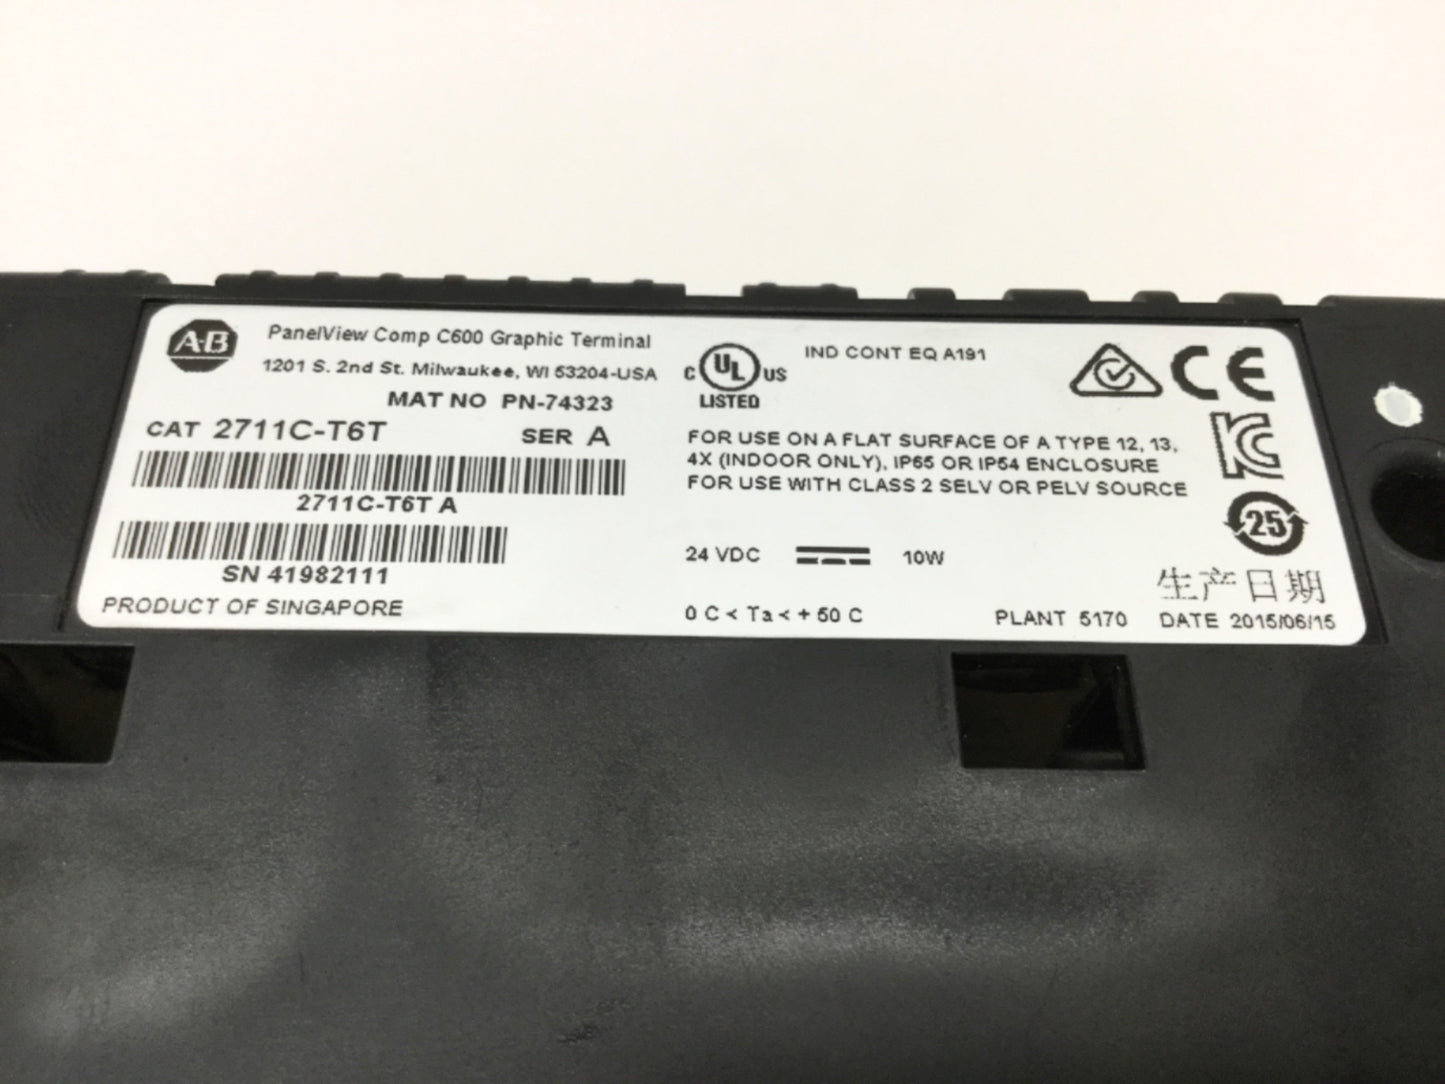 A-B
PanelView Comp C600 Graphic Terminal
1201 S. 2nd St. Milwaukee, WI 53204-USA
MAT NO PN-74323
CAT 2711C-T6T SER A
2711C-T6T A
SN 41982111
PRODUCT OF SINGAPORE
C UL US
LISTED
IND CONT EQ A191
CE
FOR USE ON A FLAT SURFACE OF A TYPE 12, 13,
4X (INDOOR ONLY), IP65 OR IP54 ENCLOSURE
FOR USE WITH CLASS 2 SELV OR PELV SOURCE
KC
25
24 VDC 10W
生产日期
0 C < Ta < + 50 C
PLANT 5170 DATE 2015/06/15